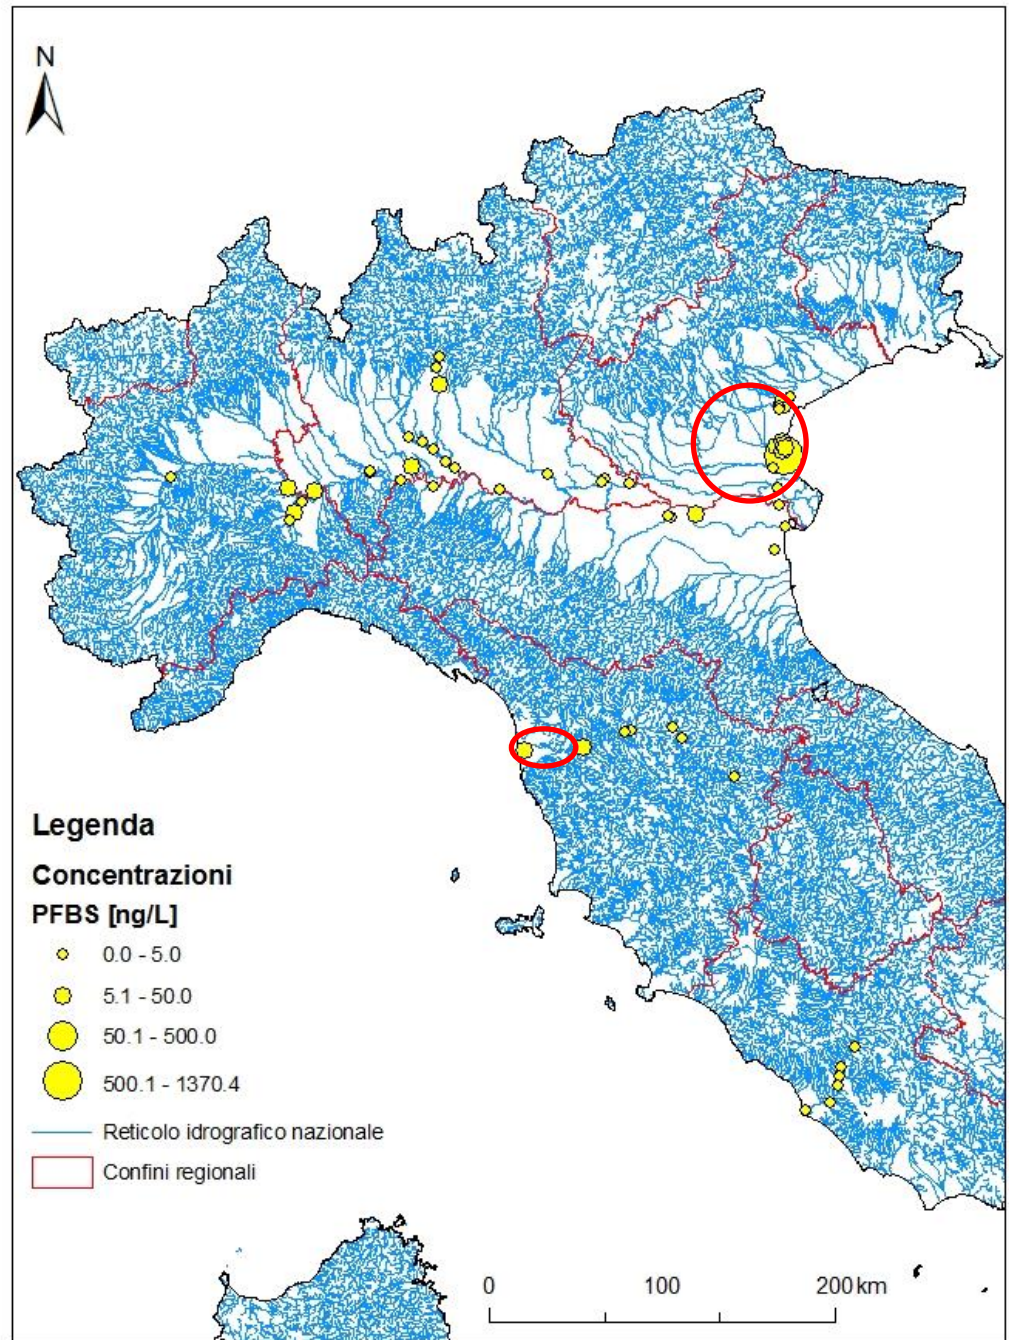 N
Legenda
Concentrazioni
PFBS [ng/L]
0.0 - 5.0
5.1 - 50.0
50.1 - 500.0
500.1 - 1370.4
Reticolo idrografico nazionale
Confini regionali
0 100 200 km